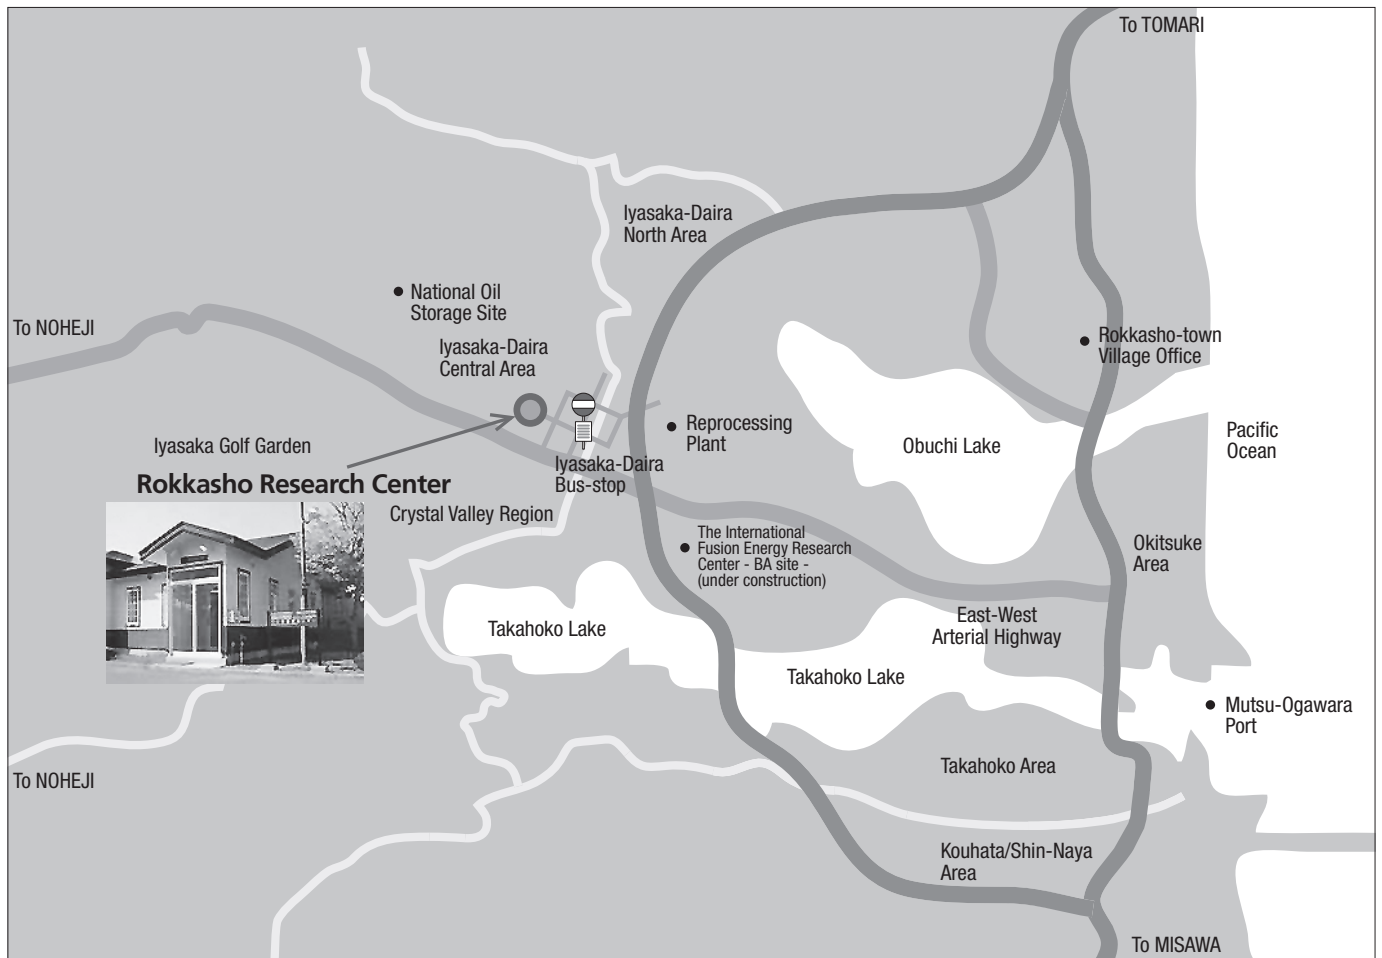 To TOMARI
Iyasaka-Daira
North Area
National Oil
Storage Site
To NOHEJI
Rokkasho-town
Village Office
Iyasaka-Daira
Central Area
Reprocessing
Plant
Obuchi Lake
Pacific
Ocean
Iyasaka Golf Garden
Iyasaka-Daira
Bus-stop
Rokkasho Research Center
Crystal Valley Region
The International
Fusion Energy Research
Center - BA site -
(under construction)
Okitsuke
Area
East-West
Arterial Highway
Takahoko Lake
Takahoko Lake
Mutsu-Ogawara
Port
Takahoko Area
To NOHEJI
Kouhata/Shin-Naya
Area
To MISAWA